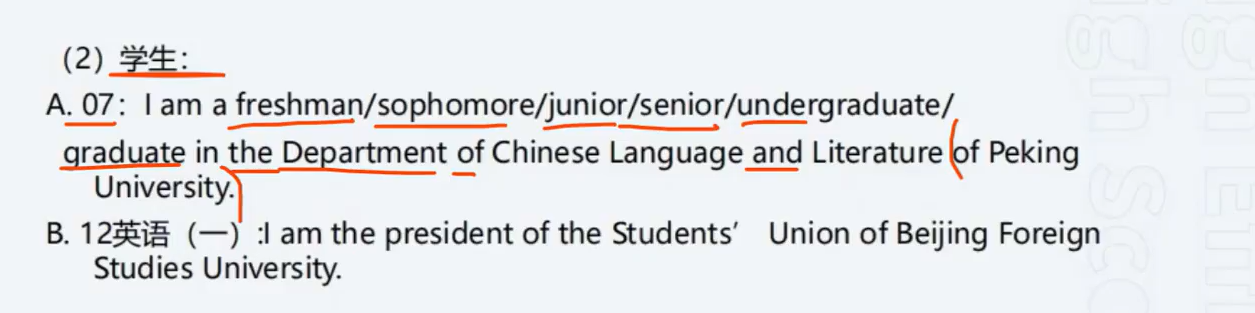 （2）学生：
A. 07：I am a freshman/sophomore/junior/senior/undergraduate/
graduate in the Department of Chinese Language and Literature of Peking
University.
B. 12英语（一）:I am the president of the Students’ Union of Beijing Foreign
Studies University.